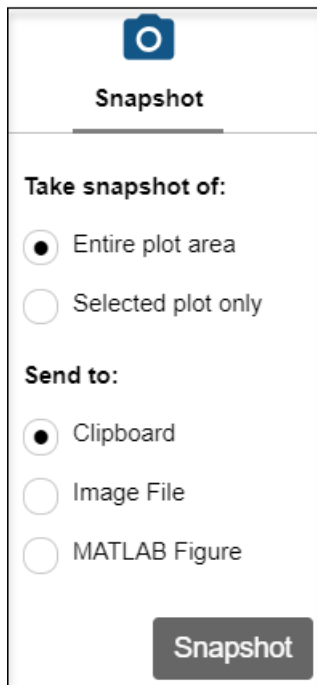 Snapshot
Take snapshot of:
Entire plot area
Selected plot only
Send to:
Clipboard
Image File
MATLAB Figure
Snapshot